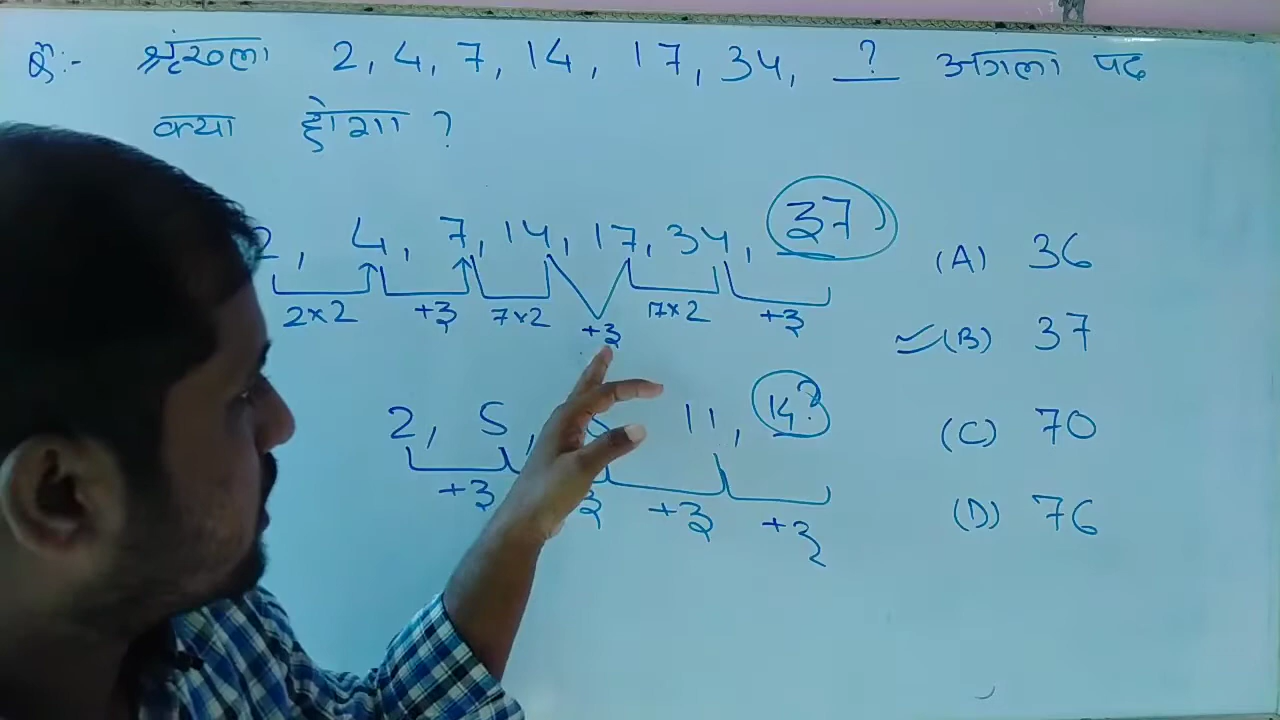 प्रः- श्रृंखला 2, 4, 7, 14, 17, 34, ? अगला पद
क्या होगा ?
2, 4, 7, 14, 17, 34, 37
2×2 +3 7×2 +3 17×2 +3
(A) 36
(B) 37
(C) 70
(D) 76
2, 5, 8 11, 14?
+3 3 +3 +3